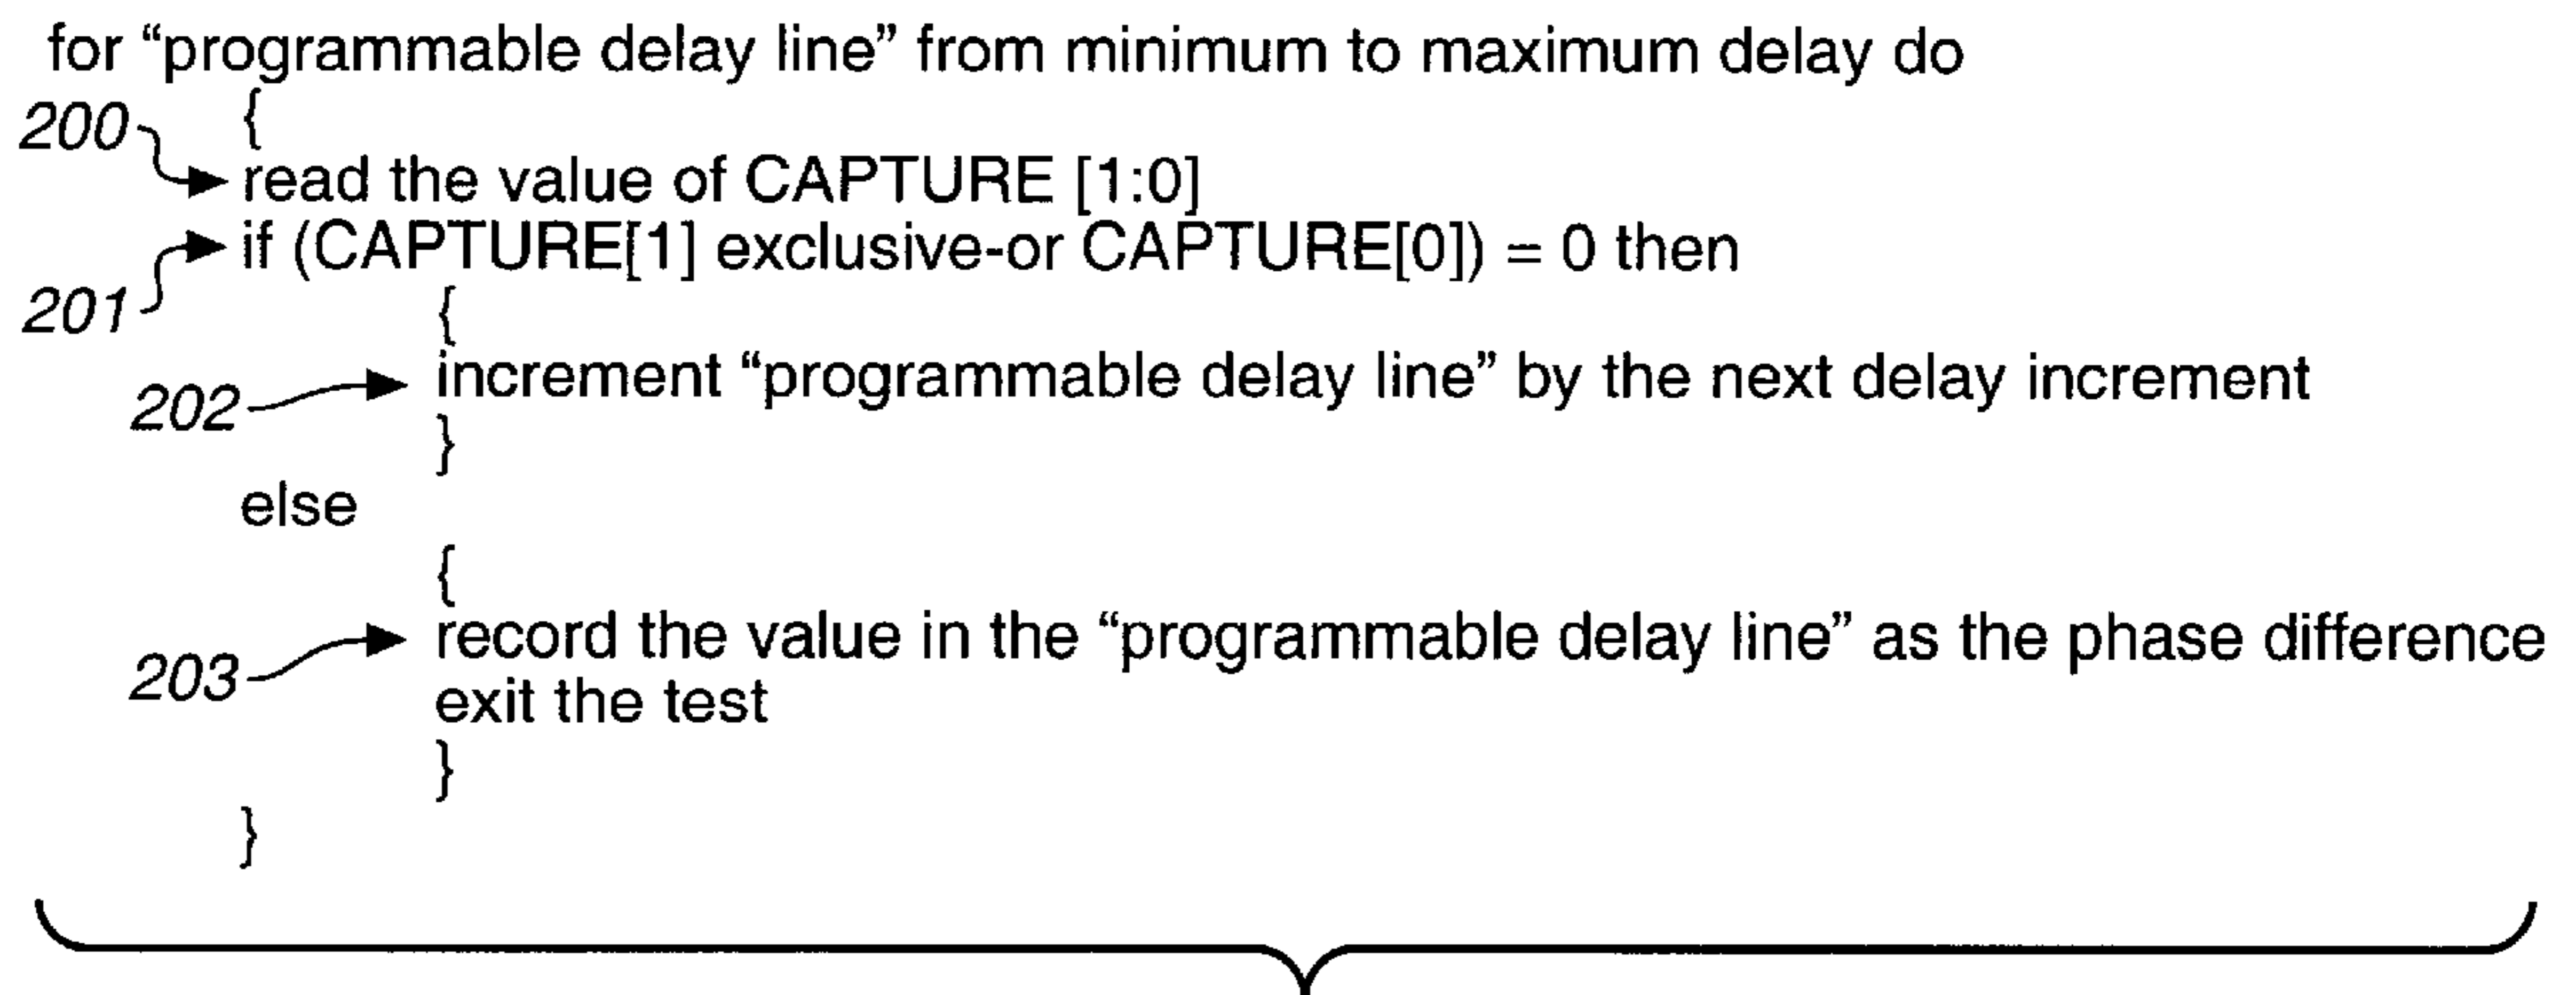 for “programmable delay line” from minimum to maximum delay do
{
200
read the value of CAPTURE [1:0]
if (CAPTURE[1] exclusive-or CAPTURE[0]) = 0 then
201
{
increment “programmable delay line” by the next delay increment
202
}
else
{
record the value in the “programmable delay line” as the phase difference
203
exit the test
}
}